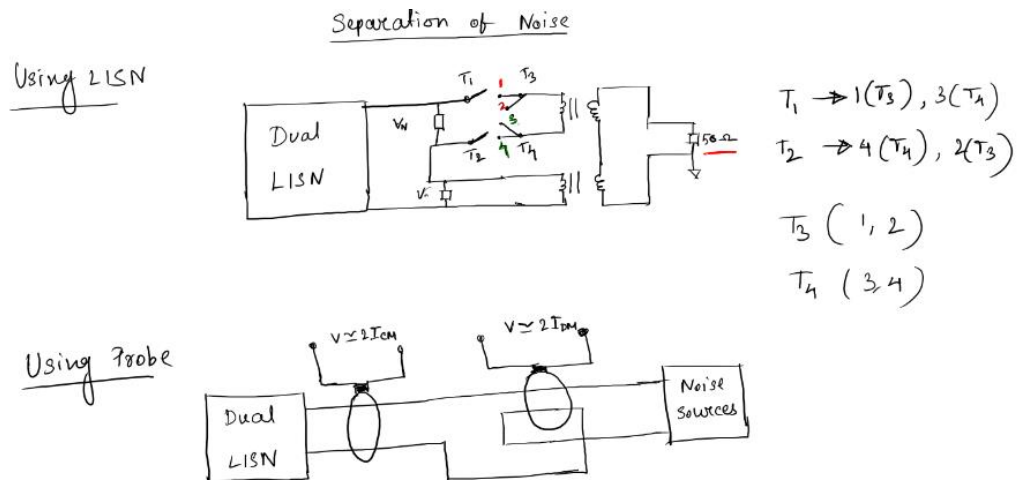 Separation of Noise
Using LISN
Dual
LISN
VN
T1
T2
1
2
3
4
T3
T4
50 Ω
T1 → 1(T3), 3(T4)
T2 → 4(T4), 2(T3)
T3 (1, 2)
T4 (3, 4)
Using Probe
V ≃ 2ICM
V ≃ 2IDM
Dual
LISN
Noise
Sources